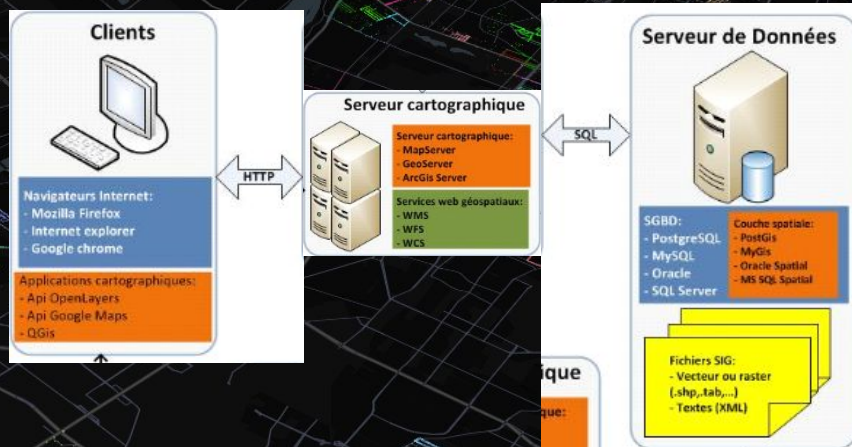 Clients
Navigateurs Internet:
- Mozilla Firefox
- Internet explorer
- Google chrome
Applications cartographiques:
- Api OpenLayers
- Api Google Maps
- QGis
HTTP
Serveur cartographique
Serveur cartographique:
- MapServer
- GeoServer
- ArcGis Server
Services web géospatiaux:
- WMS
- WFS
- WCS
SQL
Serveur de Données
SGBD:
- PostgreSQL
- MySQL
- Oracle
- SQL Server
Couche spatiale:
- PostGis
- MyGis
- Oracle Spatial
- MS SQL Spatial
Fichiers SIG:
- Vecteur ou raster
(.shp,.tab,...)
- Textes (XML)
ique
que: